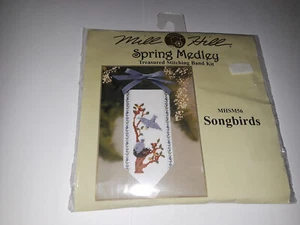 Mill Hill
Spring Medley
Treasured Stitching Band Kit
MHSM56
Songbirds